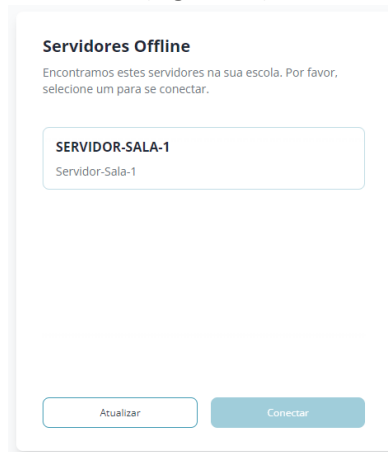 Servidores Offline
Encontramos estes servidores na sua escola. Por favor,
selecione um para se conectar.
SERVIDOR-SALA-1
Servidor-Sala-1
Atualizar
Conectar